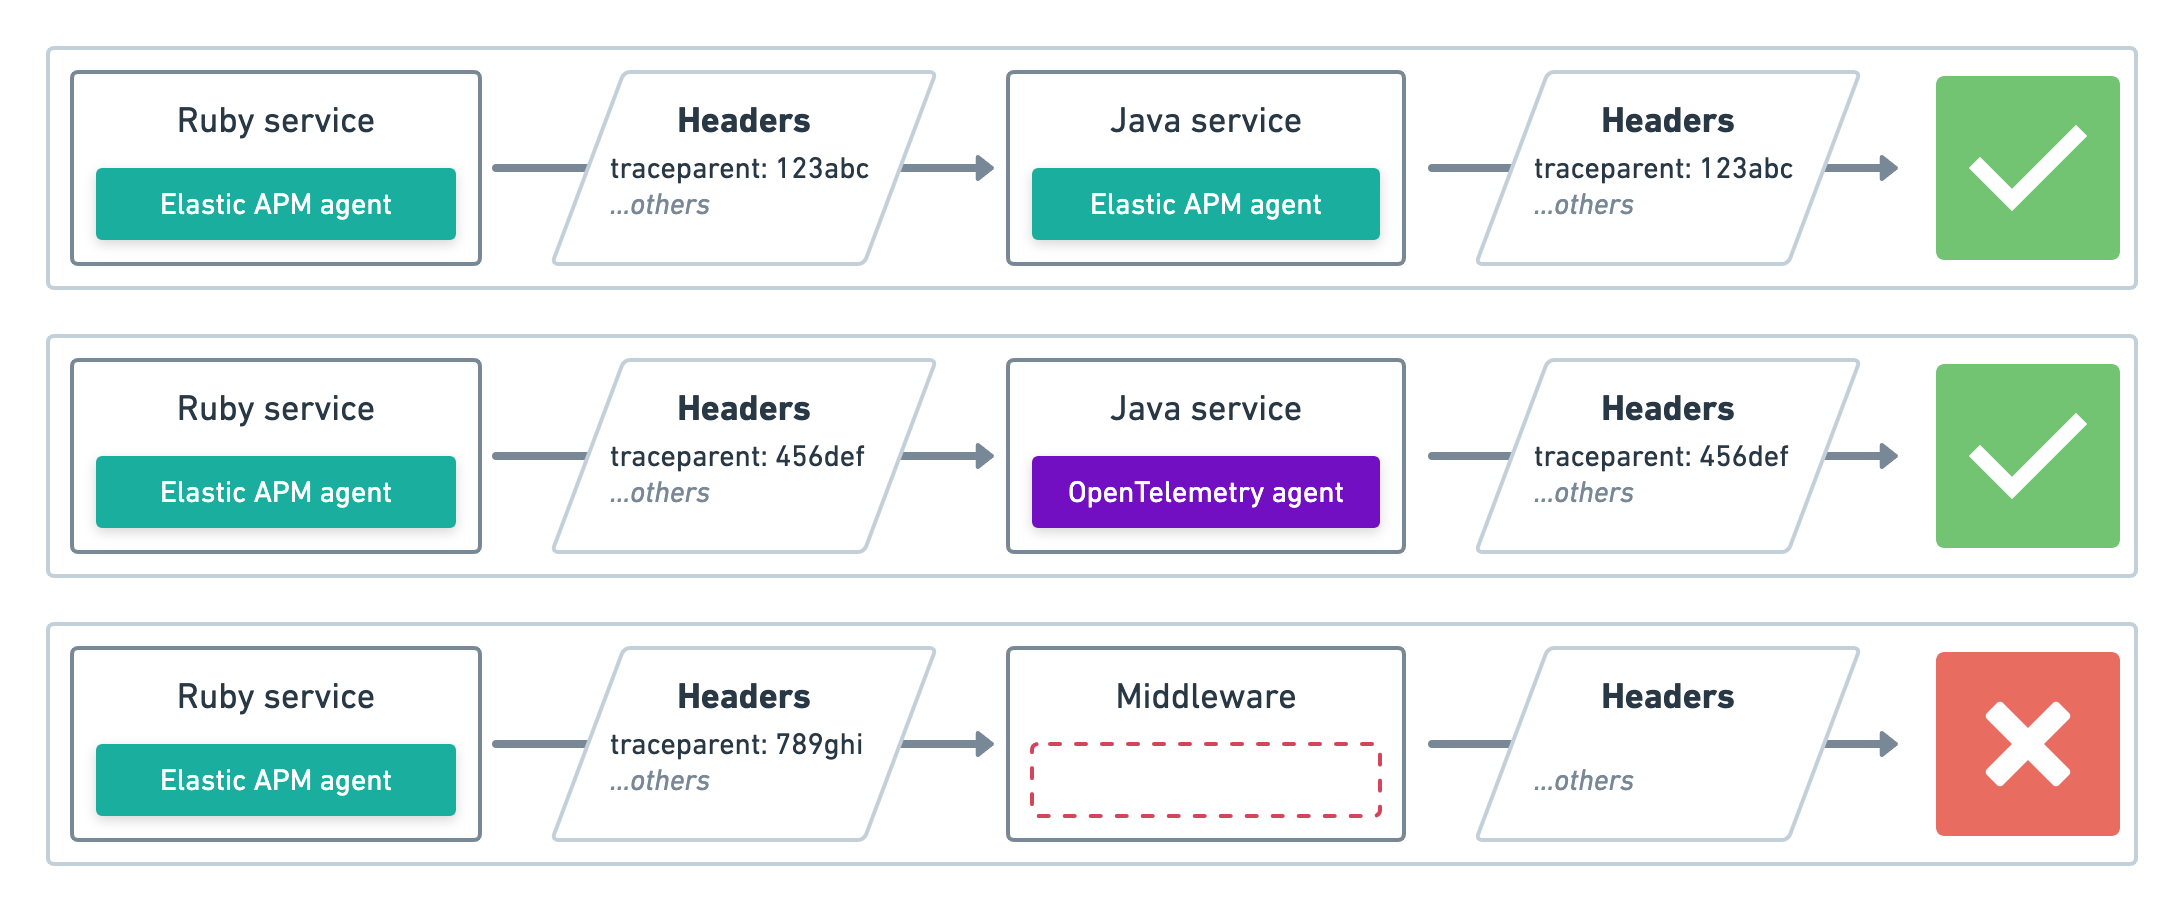 Ruby service
Elastic APM agent
Headers
traceparent: 123abc
...others
Java service
Elastic APM agent
Headers
traceparent: 123abc
...others
Ruby service
Elastic APM agent
Headers
traceparent: 456def
...others
Java service
OpenTelemetry agent
Headers
traceparent: 456def
...others
Ruby service
Elastic APM agent
Headers
traceparent: 789ghi
...others
Middleware
Headers
...others